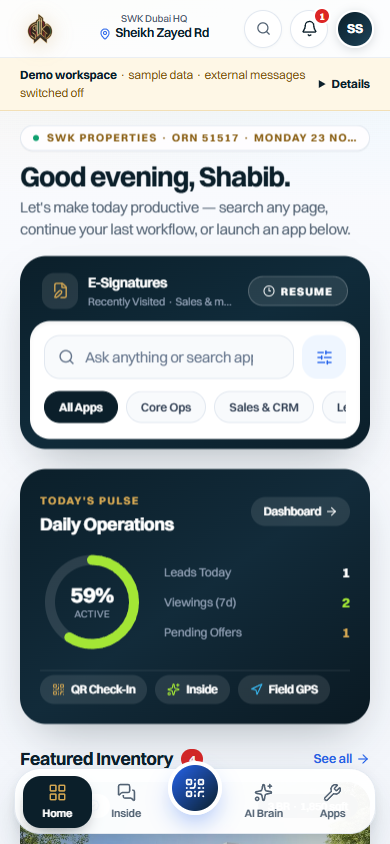 SWK Dubai HQ
Sheikh Zayed Rd
1
SS
Demo workspace · sample data · external messages
switched off
Details
SWK PROPERTIES · ORN 51517 · MONDAY 23 NO...
Good evening, Shabib.
Let's make today productive — search any page,
continue your last workflow, or launch an app below.
E-Signatures
Recently Visited · Sales & m...
RESUME
Ask anything or search app
All Apps
Core Ops
Sales & CRM
Le
TODAY'S PULSE
Daily Operations
Dashboard →
59%
ACTIVE
Leads Today 1
Viewings (7d) 2
Pending Offers 1
QR Check-In
Inside
Field GPS
Featured Inventory
See all →
Home
Inside
AI Brain
Apps